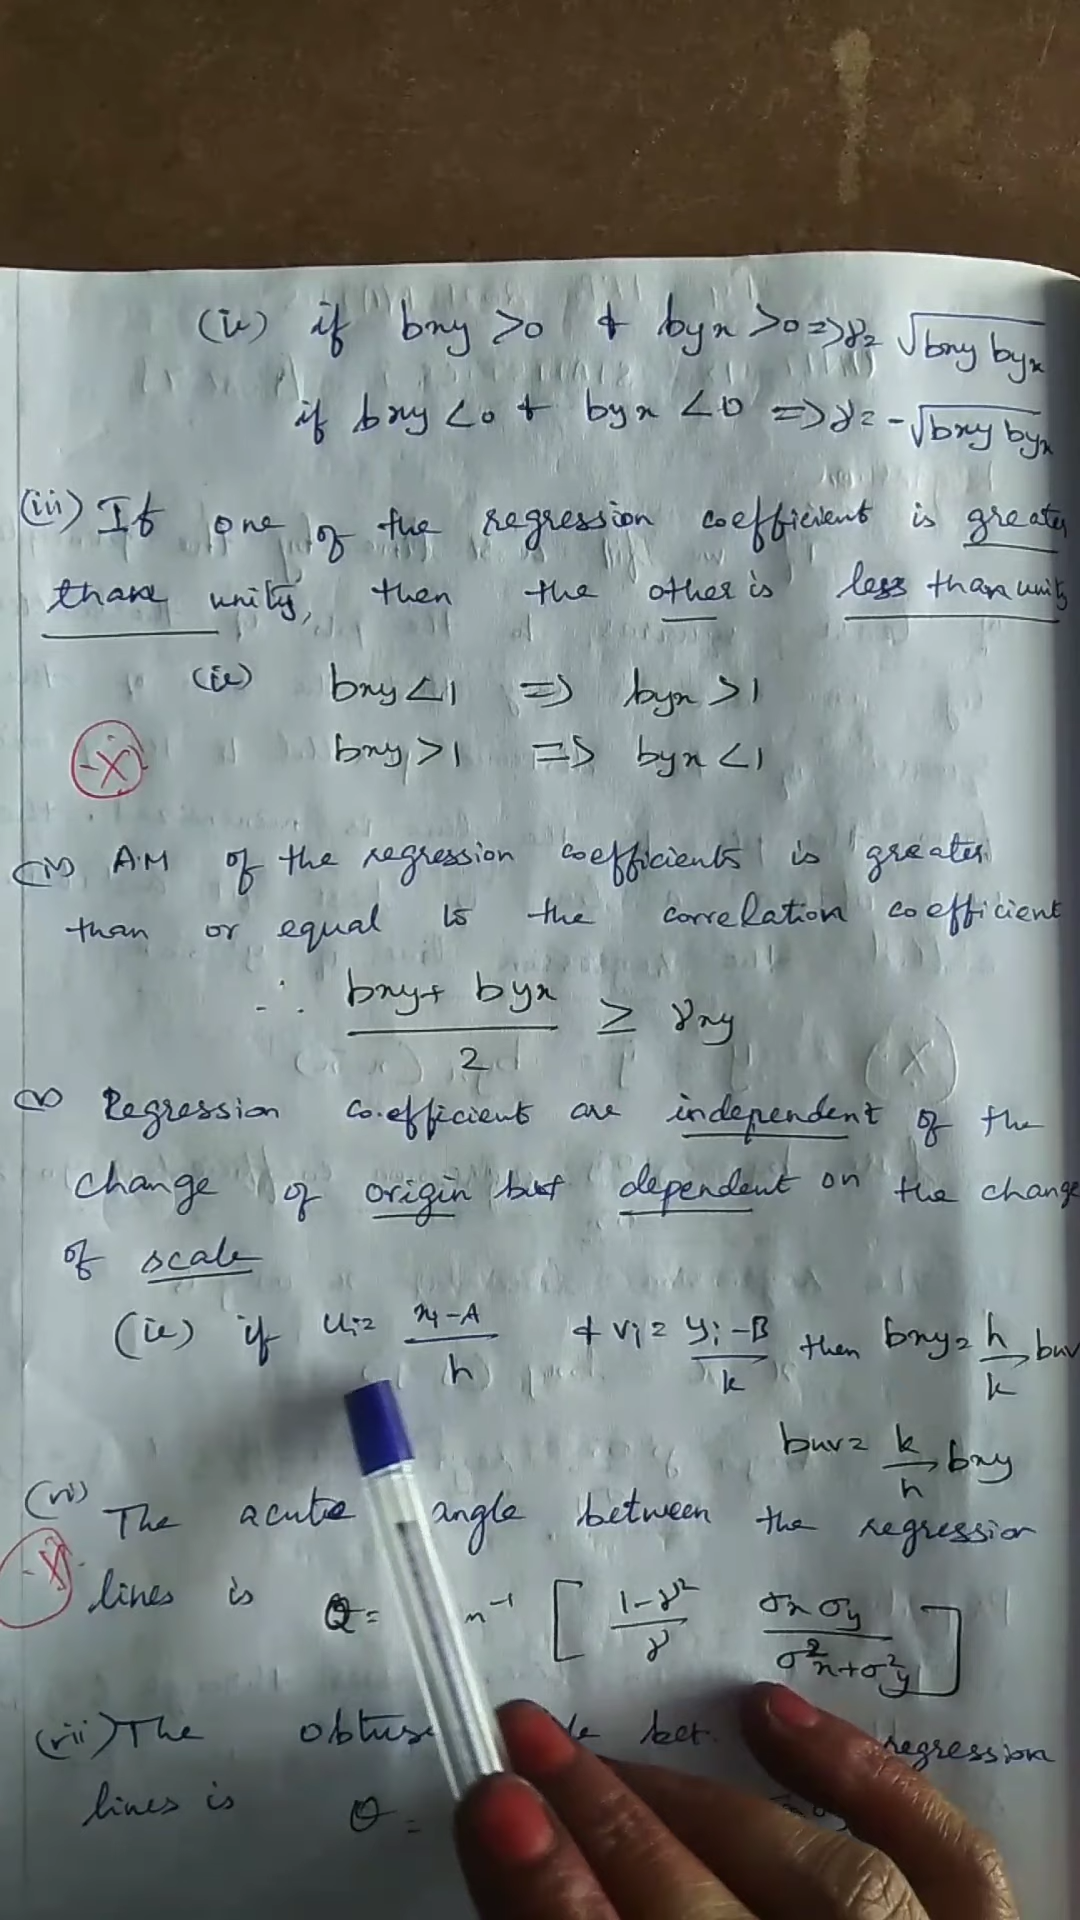 (ie) if bxy >0 & byx >0 => γ = √bxy byx
if bxy <0 & byx <0 => γ = -√bxy byx
(iii) If one of the regression coefficient is greater
than unity, then the other is less than unity
(ie) bxy <1 => byx >1
bxy >1 => byx <1
(iv) A.M of the regression coefficients is greater
than or equal to the correlation coefficient
∴ bxy + byx / 2 ≥ γxy
(v) Regression co.efficient are independent of the
change of origin but dependent on the change
of scale
(ie) if ui = xi-A / h & vi = yi-B / k then bxy = h/k buv
buv = k/h bxy
(vi) The acute angle between the regression
lines is θ = n⁻¹ [ 1-γ² / γ σx σy / σ²x+σ²y ]
(vii) The obtuse bet. regression
lines is θ =